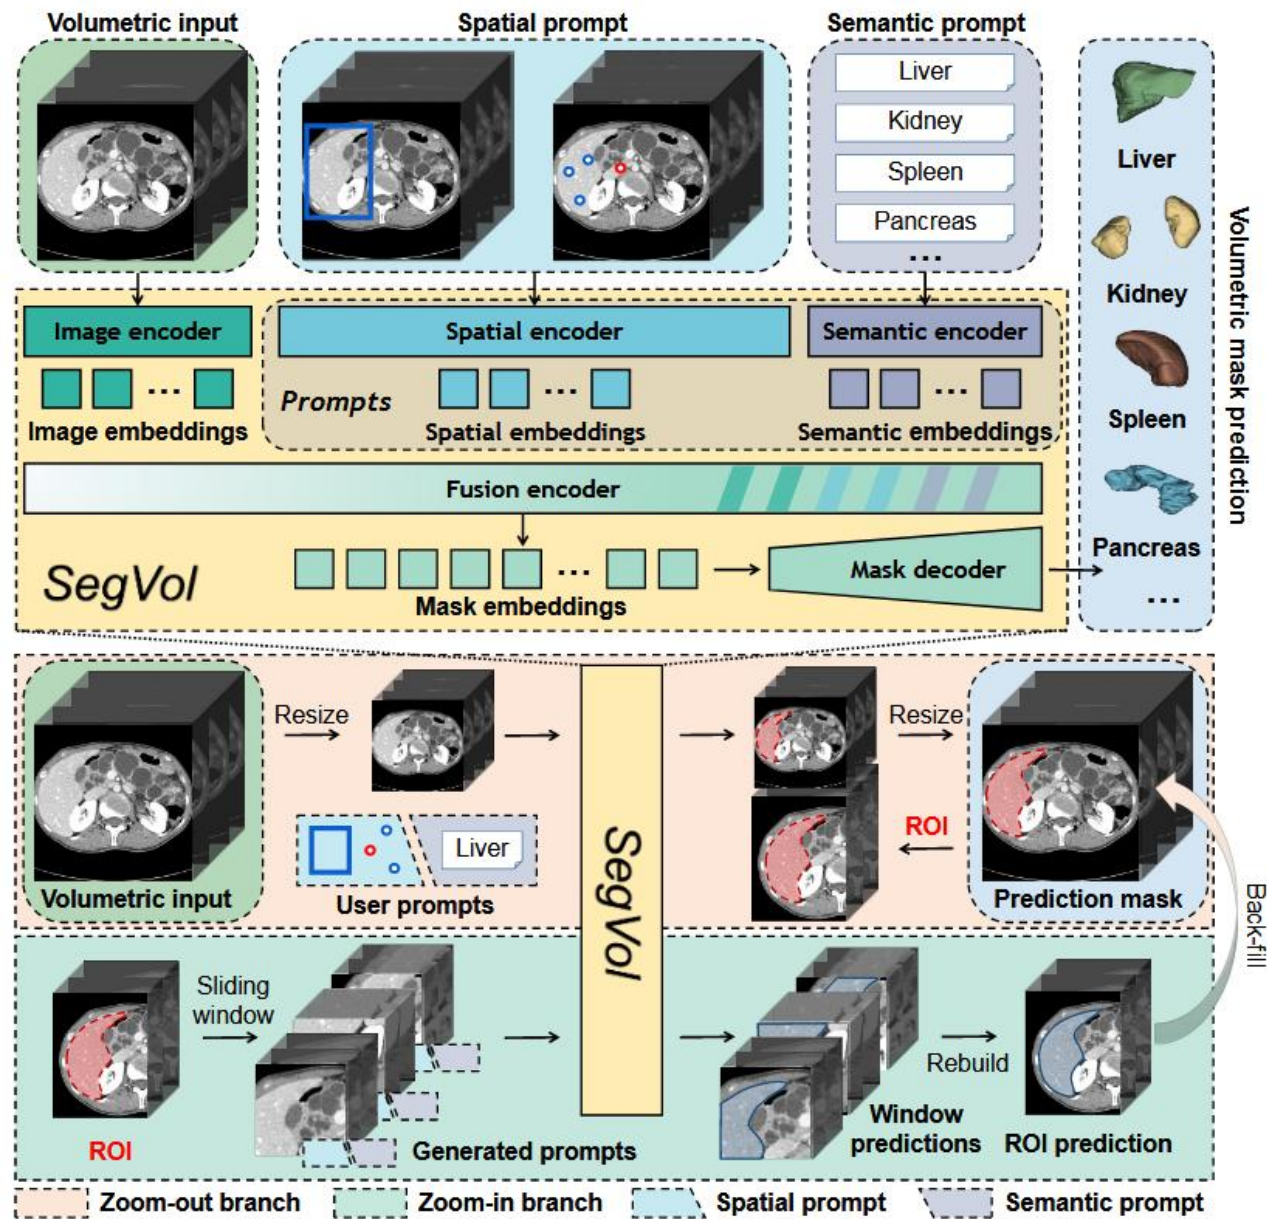 Volumetric input
Spatial prompt
Semantic prompt
Liver
Kidney
Spleen
Pancreas
...
Liver
Kidney
Spleen
Pancreas
...
Volumetric mask prediction
Image encoder
Spatial encoder
Semantic encoder
...
...
...
Prompts
Image embeddings
Spatial embeddings
Semantic embeddings
Fusion encoder
SegVol
...
Mask embeddings
Mask decoder
Volumetric input
Resize
Liver
User prompts
SegVol
Resize
ROI
Prediction mask
Back-fill
ROI
Sliding
window
Generated prompts
Window
predictions
Rebuild
ROI prediction
Zoom-out branch
Zoom-in branch
Spatial prompt
Semantic prompt